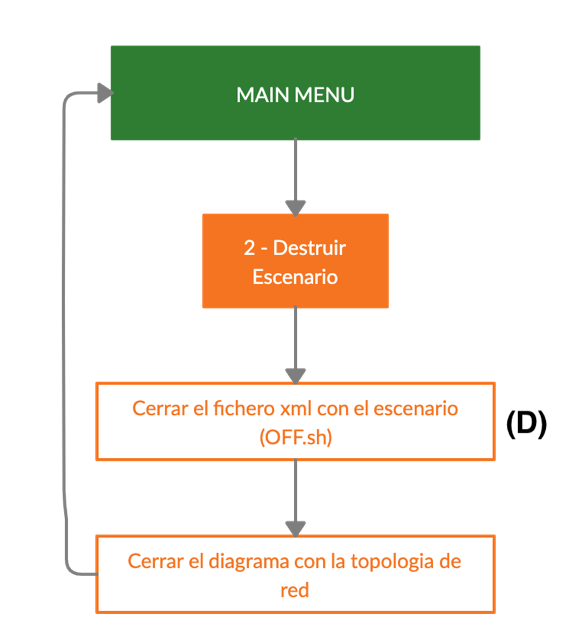 MAIN MENU
2 - Destruir
Escenario
Cerrar el fichero xml con el escenario
(OFF.sh)
(D)
Cerrar el diagrama con la topologia de
red